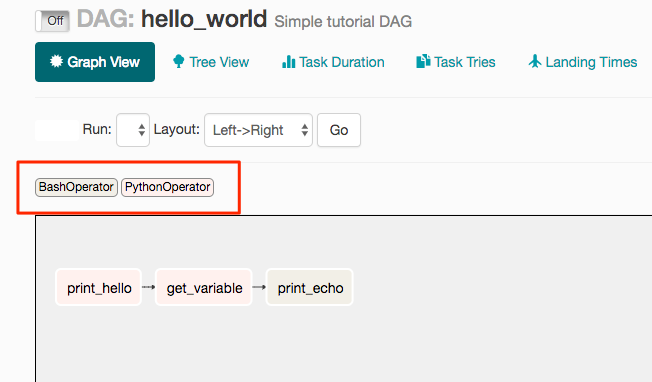 Off DAG: hello_world Simple tutorial DAG
Graph View Tree View Task Duration Task Tries Landing Times
Run: Layout: Left->Right Go
BashOperator PythonOperator
print_hello get_variable print_echo